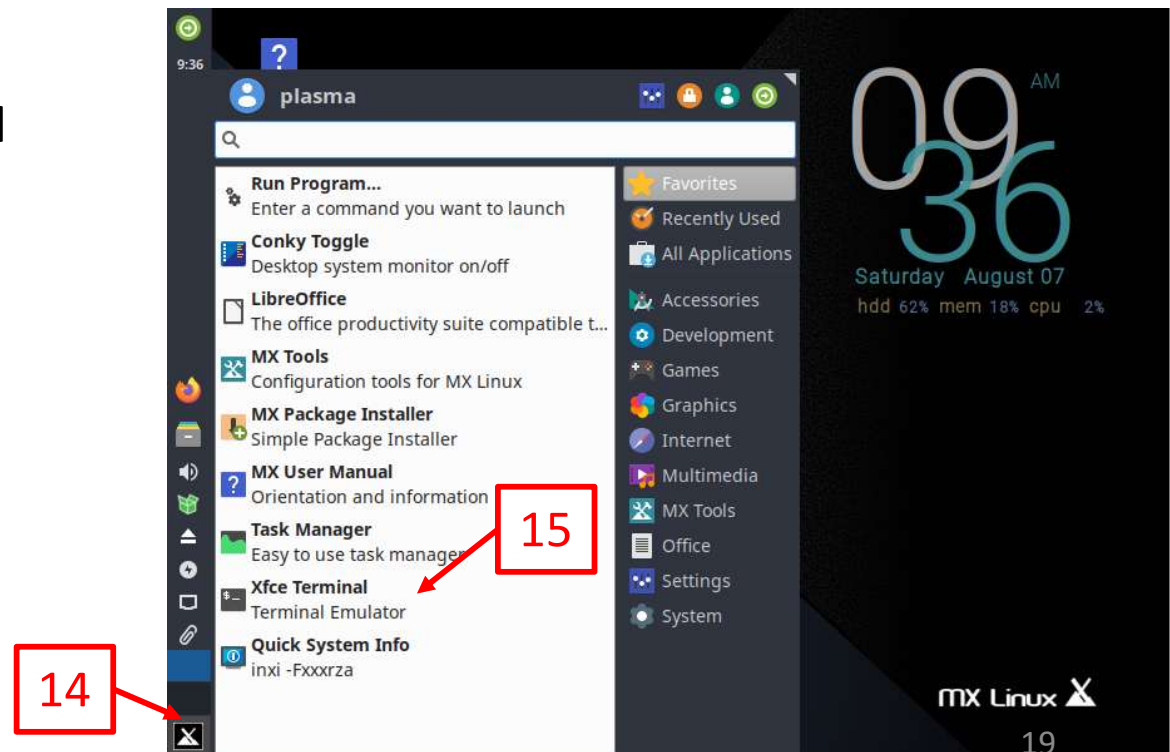 9:36
?
plasma
Run Program...
Enter a command you want to launch
Conky Toggle
Desktop system monitor on/off
LibreOffice
The office productivity suite compatible t...
MX Tools
Configuration tools for MX Linux
MX Package Installer
Simple Package Installer
MX User Manual
?
Orientation and information
Task Manager
Easy to use task manager
Xfce Terminal
$_
Terminal Emulator
Quick System Info
inxi -Fxxxrza
Favorites
Recently Used
All Applications
Accessories
Development
Games
Graphics
Internet
Multimedia
MX Tools
Office
Settings
System
15
14
09 AM
36
Saturday August 07
hdd 62% mem 18% cpu 2%
MX Linux
19